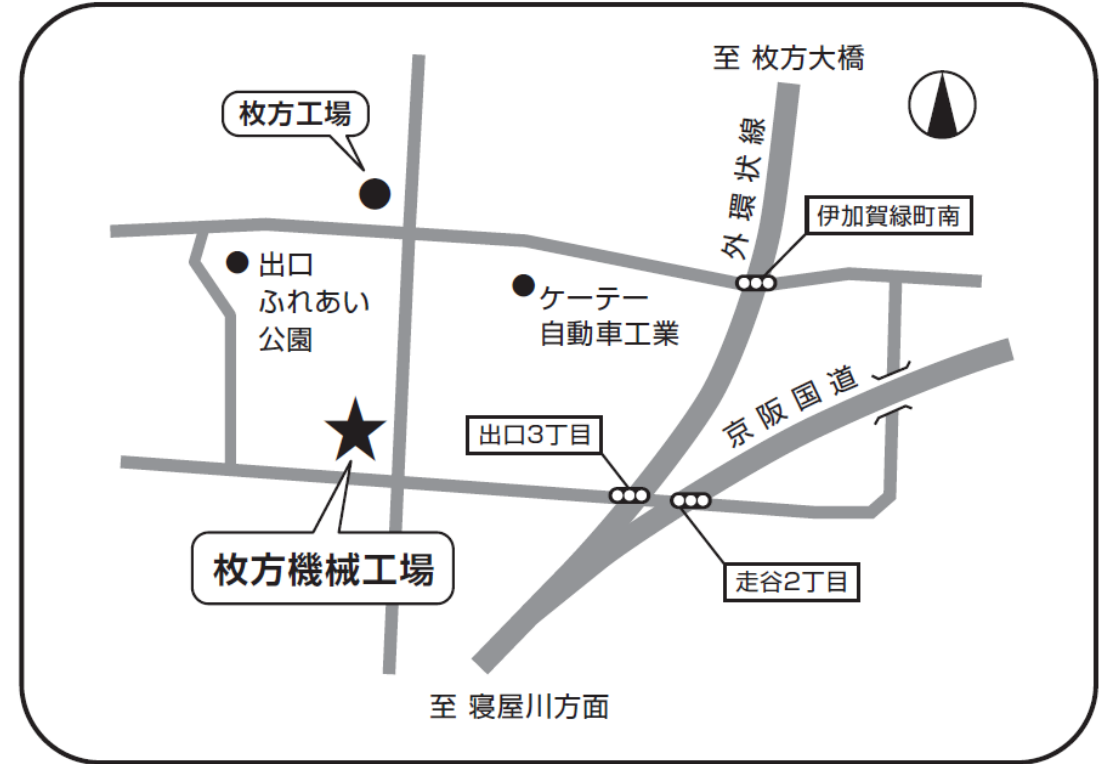 至 枚方大橋
枚方工場
外環状線
伊加賀緑町南
出口
ふれあい
公園
ケーテー
自動車工業
京阪国道
出口3丁目
枚方機械工場
走谷2丁目
至 寝屋川方面